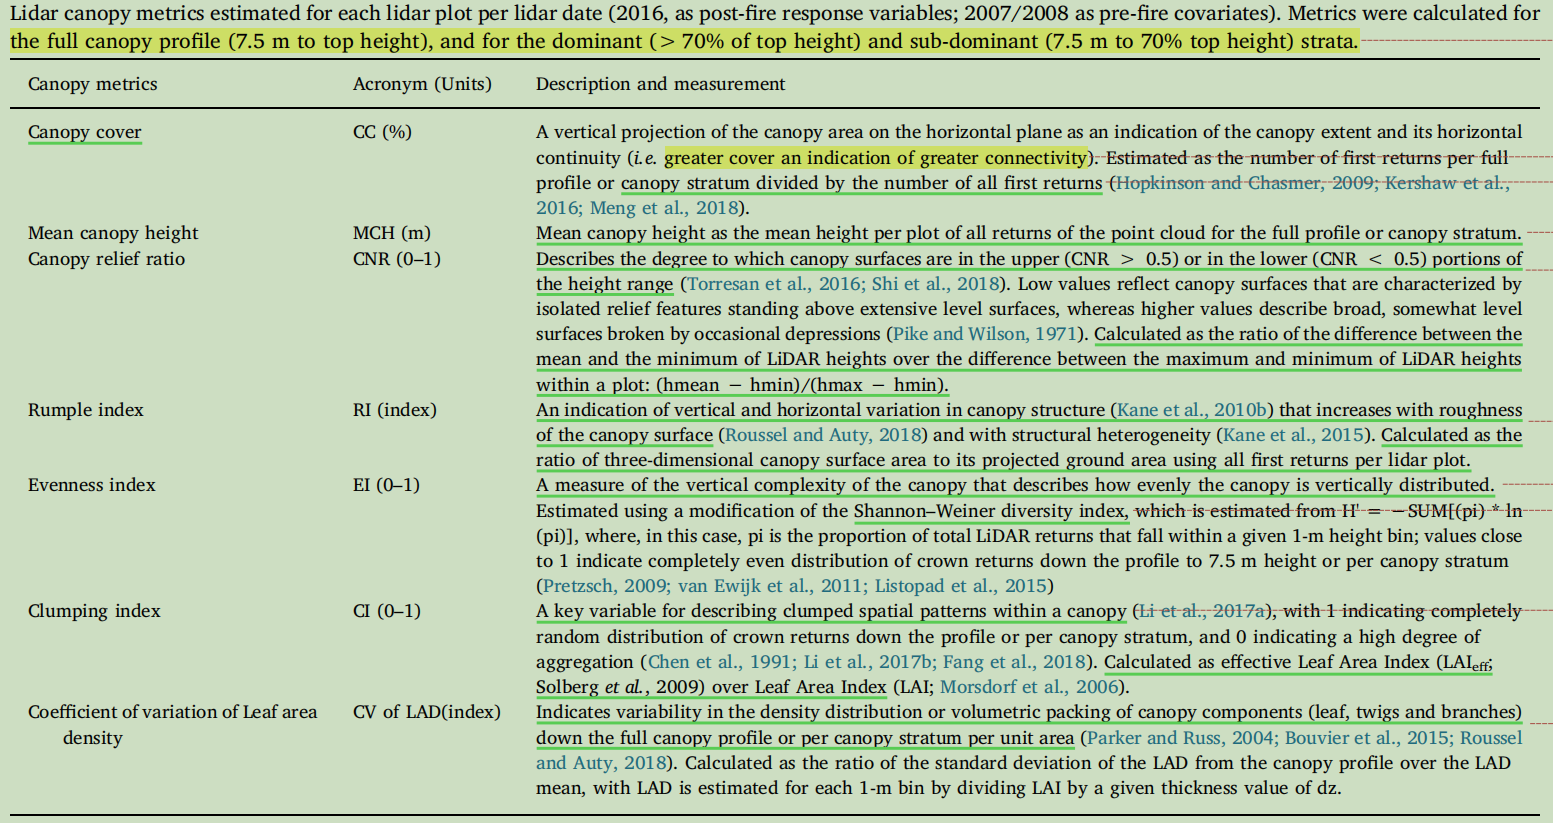 Lidar canopy metrics estimated for each lidar plot per lidar date (2016, as post-fire response variables; 2007/2008 as pre-fire covariates). Metrics were calculated for
the full canopy profile (7.5 m to top height), and for the dominant (> 70% of top height) and sub-dominant (7.5 m to 70% top height) strata.
Canopy metrics Acronym (Units) Description and measurement
Canopy cover CC (%) A vertical projection of the canopy area on the horizontal plane as an indication of the canopy extent and its horizontal
continuity (i.e. greater cover an indication of greater connectivity). Estimated as the number of first returns per full
profile or canopy stratum divided by the number of all first returns (Hopkinson and Chasmer, 2009; Kershaw et al.,
2016; Meng et al., 2018).
Mean canopy height MCH (m) Mean canopy height as the mean height per plot of all returns of the point cloud for the full profile or canopy stratum.
Canopy relief ratio CNR (0–1) Describes the degree to which canopy surfaces are in the upper (CNR > 0.5) or in the lower (CNR < 0.5) portions of
the height range (Torresan et al., 2016; Shi et al., 2018). Low values reflect canopy surfaces that are characterized by
isolated relief features standing above extensive level surfaces, whereas higher values describe broad, somewhat level
surfaces broken by occasional depressions (Pike and Wilson, 1971). Calculated as the ratio of the difference between the
mean and the minimum of LiDAR heights over the difference between the maximum and minimum of LiDAR heights
within a plot: (hmean − hmin)/(hmax − hmin).
Rumple index RI (index) An indication of vertical and horizontal variation in canopy structure (Kane et al., 2010b) that increases with roughness
of the canopy surface (Roussel and Auty, 2018) and with structural heterogeneity (Kane et al., 2015). Calculated as the
ratio of three-dimensional canopy surface area to its projected ground area using all first returns per lidar plot.
Evenness index EI (0–1) A measure of the vertical complexity of the canopy that describes how evenly the canopy is vertically distributed.
Estimated using a modification of the Shannon–Weiner diversity index, which is estimated from H' = −SUM[(pi) * ln
(pi)], where, in this case, pi is the proportion of total LiDAR returns that fall within a given 1-m height bin; values close
to 1 indicate completely even distribution of crown returns down the profile to 7.5 m height or per canopy stratum
(Pretzsch, 2009; van Ewijk et al., 2011; Listopad et al., 2015)
Clumping index CI (0–1) A key variable for describing clumped spatial patterns within a canopy (Li et al., 2017a), with 1 indicating completely
random distribution of crown returns down the profile or per canopy stratum, and 0 indicating a high degree of
aggregation (Chen et al., 1991; Li et al., 2017b; Fang et al., 2018). Calculated as effective Leaf Area Index (LAIeff;
Solberg et al., 2009) over Leaf Area Index (LAI; Morsdorf et al., 2006).
Coefficient of variation of Leaf area CV of LAD(index) Indicates variability in the density distribution or volumetric packing of canopy components (leaf, twigs and branches)
density down the full canopy profile or per canopy stratum per unit area (Parker and Russ, 2004; Bouvier et al., 2015; Roussel
and Auty, 2018). Calculated as the ratio of the standard deviation of the LAD from the canopy profile over the LAD
mean, with LAD is estimated for each 1-m bin by dividing LAI by a given thickness value of dz.